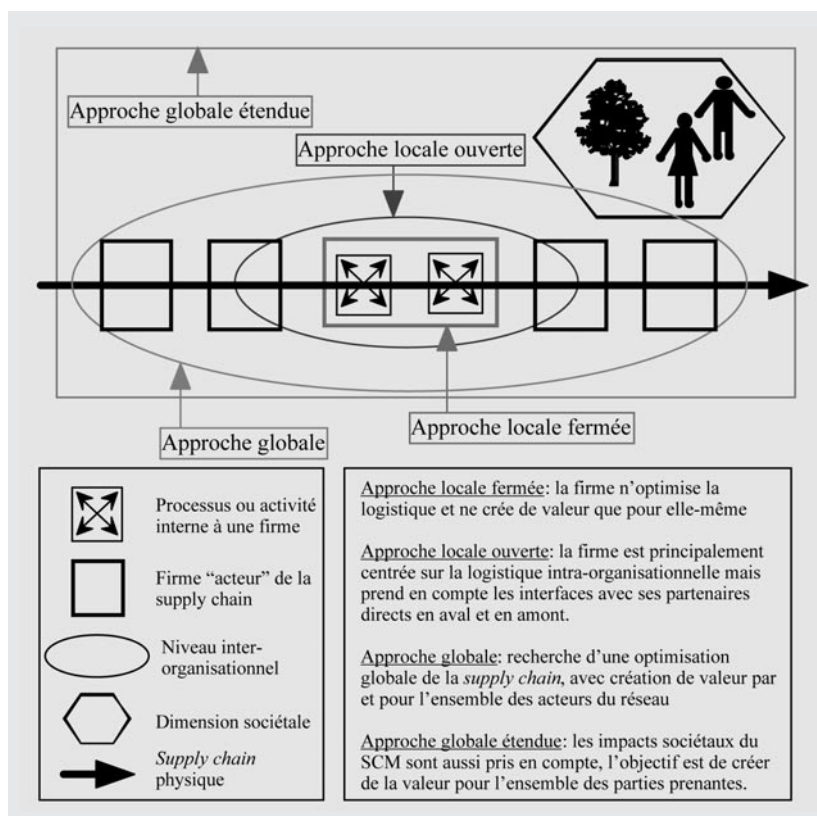 Approche globale étendue
Approche locale ouverte
Approche globale
Approche locale fermée
Processus ou activité
interne à une firme
Firme “acteur” de la
supply chain
Niveau inter-
organisationnel
Dimension sociétale
Supply chain
physique
Approche locale fermée: la firme n’optimise la
logistique et ne crée de valeur que pour elle-même
Approche locale ouverte: la firme est principalement
centrée sur la logistique intra-organisationnelle mais
prend en compte les interfaces avec ses partenaires
directs en aval et en amont.
Approche globale: recherche d’une optimisation
globale de la supply chain, avec création de valeur par
et pour l’ensemble des acteurs du réseau
Approche globale étendue: les impacts sociétaux du
SCM sont aussi pris en compte, l’objectif est de créer
de la valeur pour l’ensemble des parties prenantes.